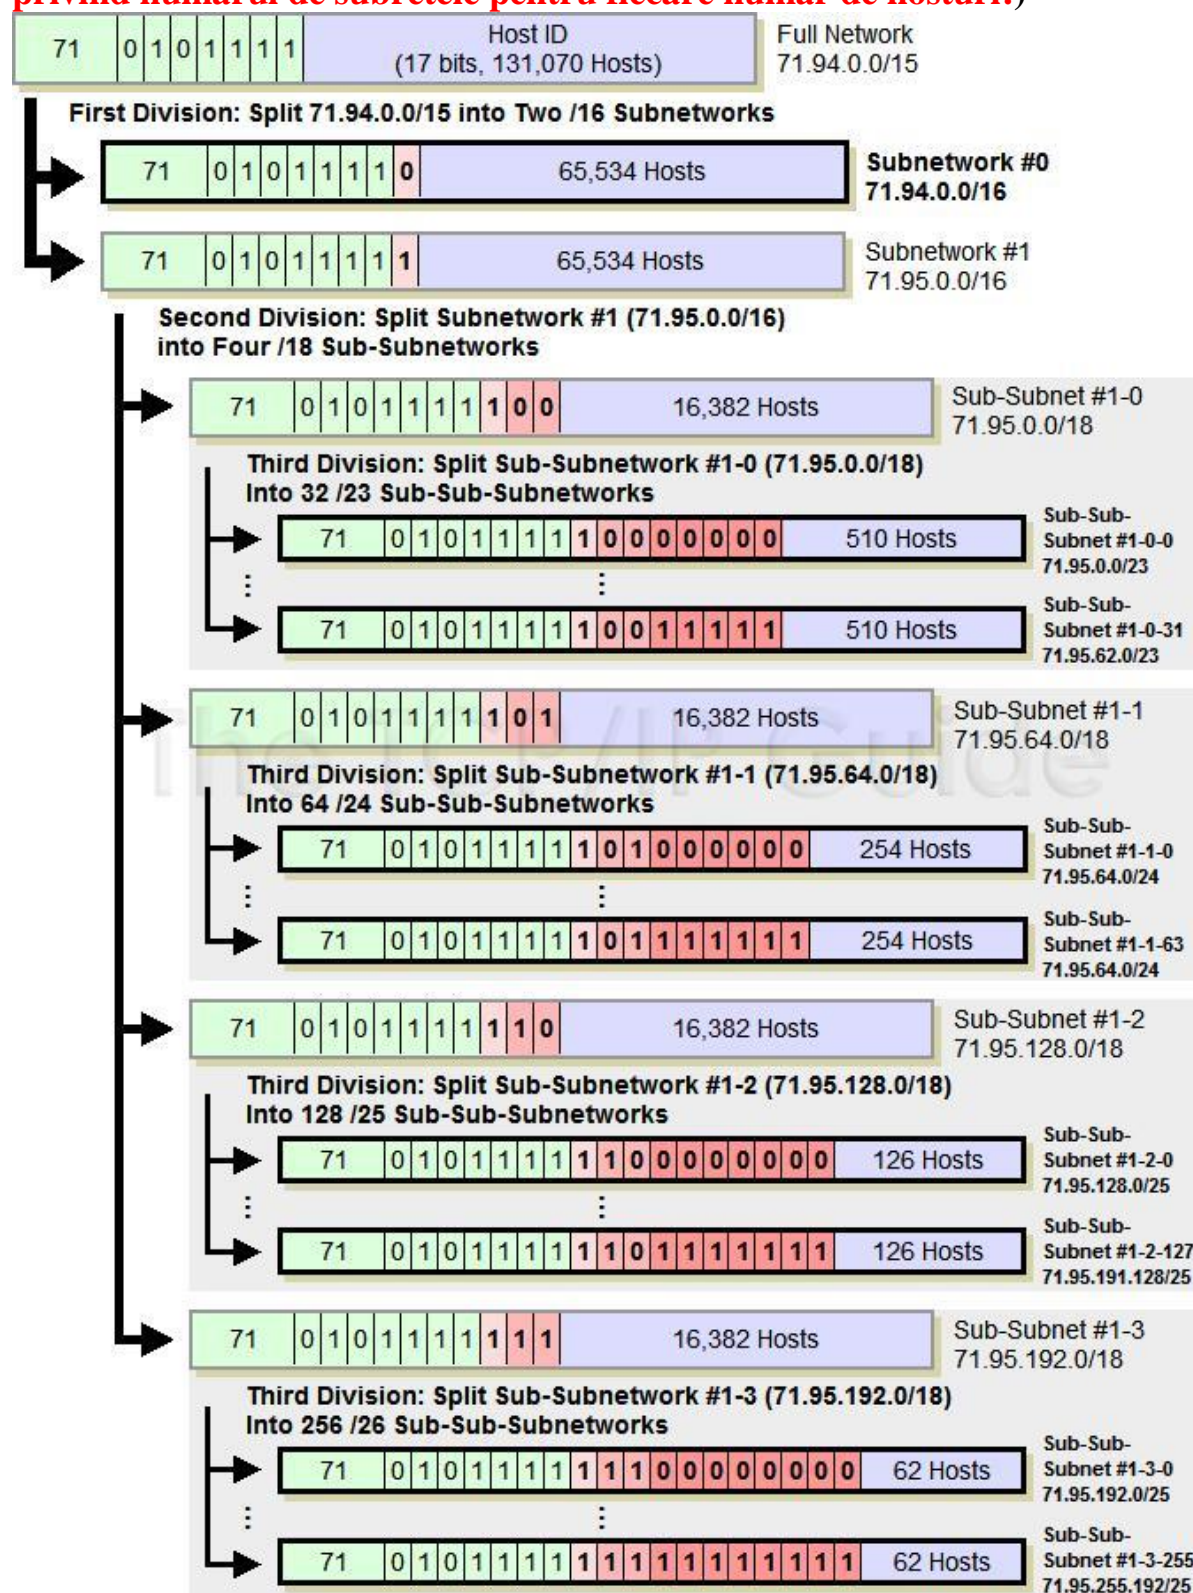 privind numărul de subrețele pentru fiecare număr de hosturi.)
71 0 1 0 1 1 1 1 Host ID
(17 bits, 131,070 Hosts)
Full Network
71.94.0.0/15
First Division: Split 71.94.0.0/15 into Two /16 Subnetworks
71 0 1 0 1 1 1 1 0 65,534 Hosts
Subnetwork #0
71.94.0.0/16
71 0 1 0 1 1 1 1 1 65,534 Hosts
Subnetwork #1
71.95.0.0/16
Second Division: Split Subnetwork #1 (71.95.0.0/16)
into Four /18 Sub-Subnetworks
71 0 1 0 1 1 1 1 1 0 0 16,382 Hosts
Sub-Subnet #1-0
71.95.0.0/18
Third Division: Split Sub-Subnetwork #1-0 (71.95.0.0/18)
Into 32 /23 Sub-Sub-Subnetworks
71 0 1 0 1 1 1 1 1 0 0 0 0 0 0 0 510 Hosts
Sub-Sub-
Subnet #1-0-0
71.95.0.0/23
71 0 1 0 1 1 1 1 1 0 0 1 1 1 1 1 510 Hosts
Sub-Sub-
Subnet #1-0-31
71.95.62.0/23
71 0 1 0 1 1 1 1 1 0 1 16,382 Hosts
Sub-Subnet #1-1
71.95.64.0/18
The TCP/IP Guide
Third Division: Split Sub-Subnetwork #1-1 (71.95.64.0/18)
Into 64 /24 Sub-Sub-Subnetworks
71 0 1 0 1 1 1 1 1 0 1 0 0 0 0 0 0 254 Hosts
Sub-Sub-
Subnet #1-1-0
71.95.64.0/24
71 0 1 0 1 1 1 1 1 0 1 1 1 1 1 1 1 254 Hosts
Sub-Sub-
Subnet #1-1-63
71.95.64.0/24
71 0 1 0 1 1 1 1 1 1 0 16,382 Hosts
Sub-Subnet #1-2
71.95.128.0/18
Third Division: Split Sub-Subnetwork #1-2 (71.95.128.0/18)
Into 128 /25 Sub-Sub-Subnetworks
71 0 1 0 1 1 1 1 1 1 0 0 0 0 0 0 0 0 126 Hosts
Sub-Sub-
Subnet #1-2-0
71.95.128.0/25
71 0 1 0 1 1 1 1 1 1 0 1 1 1 1 1 1 1 126 Hosts
Sub-Sub-
Subnet #1-2-127
71.95.191.128/25
71 0 1 0 1 1 1 1 1 1 1 16,382 Hosts
Sub-Subnet #1-3
71.95.192.0/18
Third Division: Split Sub-Subnetwork #1-3 (71.95.192.0/18)
Into 256 /26 Sub-Sub-Subnetworks
71 0 1 0 1 1 1 1 1 1 1 0 0 0 0 0 0 0 0 62 Hosts
Sub-Sub-
Subnet #1-3-0
71.95.192.0/25
71 0 1 0 1 1 1 1 1 1 1 1 1 1 1 1 1 1 1 62 Hosts
Sub-Sub-
Subnet #1-3-255
71.95.255.192/25